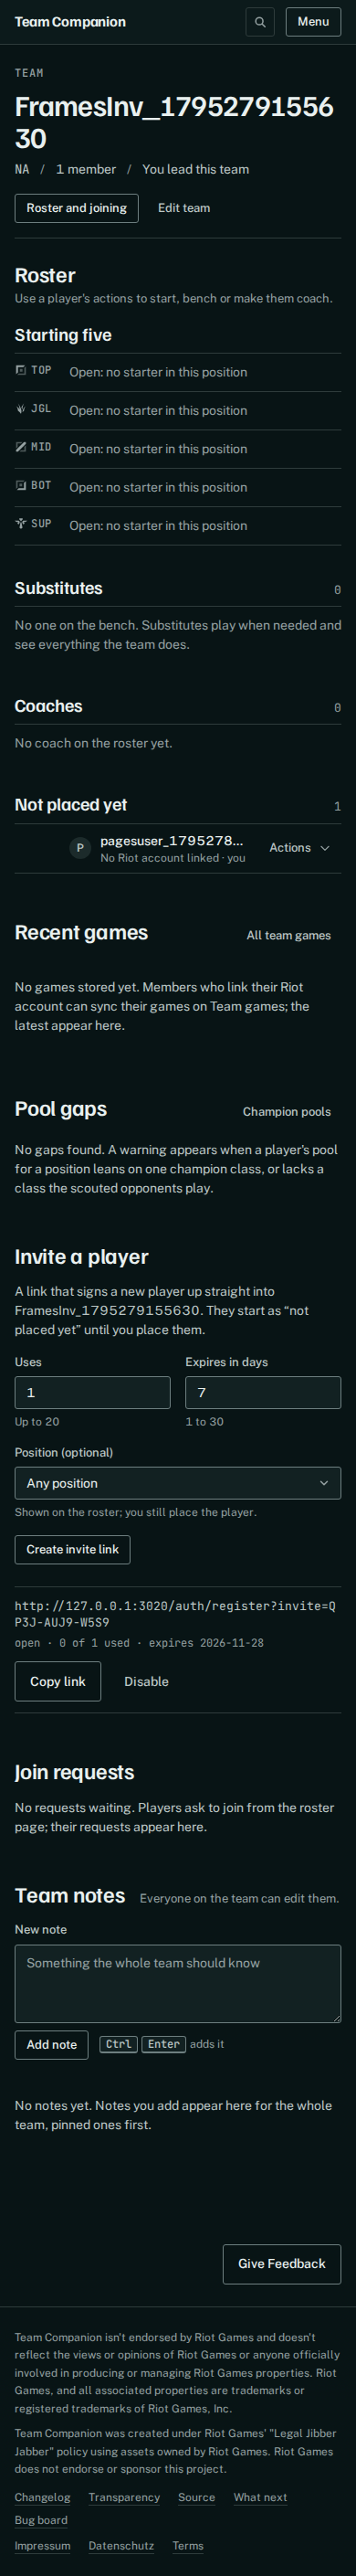 Team Companion
Menu
TEAM
FramesInv_17952791556
30
NA / 1 member / You lead this team
Roster and joining
Edit team
Roster
Use a player's actions to start, bench or make them coach.
Starting five
TOP Open: no starter in this position
JGL Open: no starter in this position
MID Open: no starter in this position
BOT Open: no starter in this position
SUP Open: no starter in this position
Substitutes 0
No one on the bench. Substitutes play when needed and
see everything the team does.
Coaches 0
No coach on the roster yet.
Not placed yet 1
P pagesuser_1795278... Actions
No Riot account linked · you
Recent games All team games
No games stored yet. Members who link their Riot
account can sync their games on Team games; the
latest appear here.
Pool gaps Champion pools
No gaps found. A warning appears when a player's pool
for a position leans on one champion class, or lacks a
class the scouted opponents play.
Invite a player
A link that signs a new player up straight into
FramesInv_1795279155630. They start as “not
placed yet” until you place them.
Uses Expires in days
1 7
Up to 20 1 to 30
Position (optional)
Any position
Shown on the roster; you still place the player.
Create invite link
http://127.0.0.1:3020/auth/register?invite=Q
P3J-AUJ9-W5S9
open · 0 of 1 used · expires 2026-11-28
Copy link Disable
Join requests
No requests waiting. Players ask to join from the roster
page; their requests appear here.
Team notes Everyone on the team can edit them.
New note
Something the whole team should know
Add note Ctrl Enter adds it
No notes yet. Notes you add appear here for the whole
team, pinned ones first.
Give Feedback
Team Companion isn't endorsed by Riot Games and doesn't
reflect the views or opinions of Riot Games or anyone officially
involved in producing or managing Riot Games properties. Riot
Games, and all associated properties are trademarks or
registered trademarks of Riot Games, Inc.
Team Companion was created under Riot Games' "Legal Jibber
Jabber" policy using assets owned by Riot Games. Riot Games
does not endorse or sponsor this project.
Changelog Transparency Source What next
Bug board
Impressum Datenschutz Terms